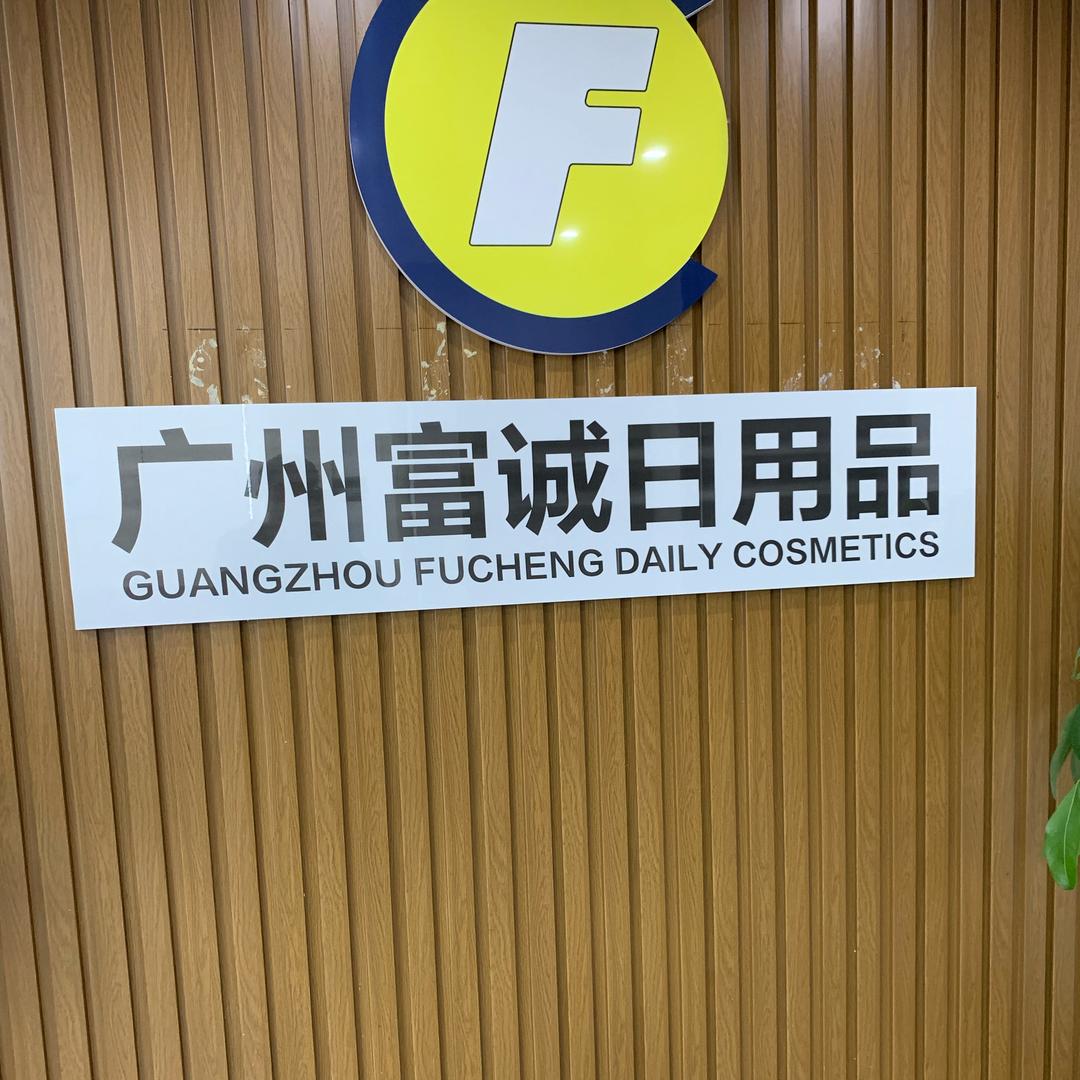 F
广州富诚日用品
GUANGZHOU FUCHENG DAILY COSMETICS